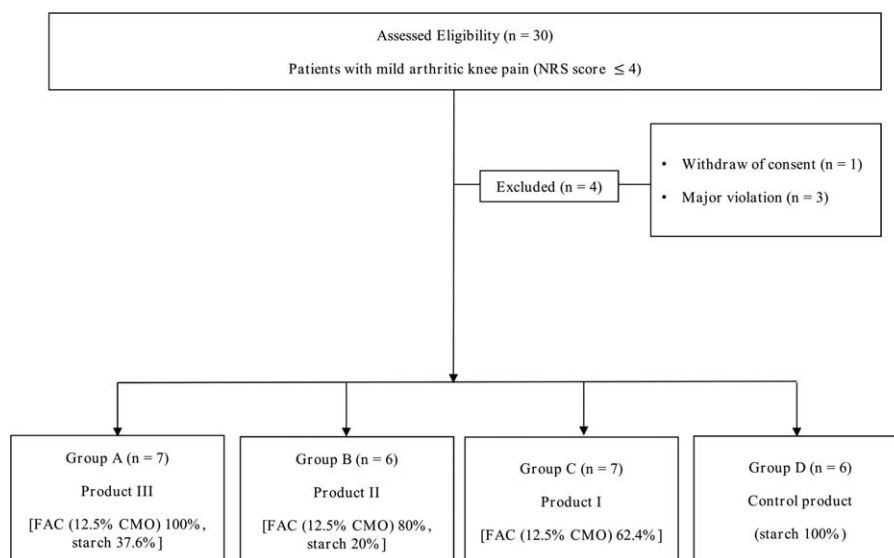 Assessed Eligibility (n = 30)
Patients with mild arthritic knee pain (NRS score ≤ 4)
Excluded (n = 4)
• Withdraw of consent (n = 1)
• Major violation (n = 3)
Group A (n = 7)
Product III
[FAC (12.5% CMO) 100%,
starch 37.6%]
Group B (n = 6)
Product II
[FAC (12.5% CMO) 80%,
starch 20%]
Group C (n = 7)
Product I
[FAC (12.5% CMO) 62.4%]
Group D (n = 6)
Control product
(starch 100%)